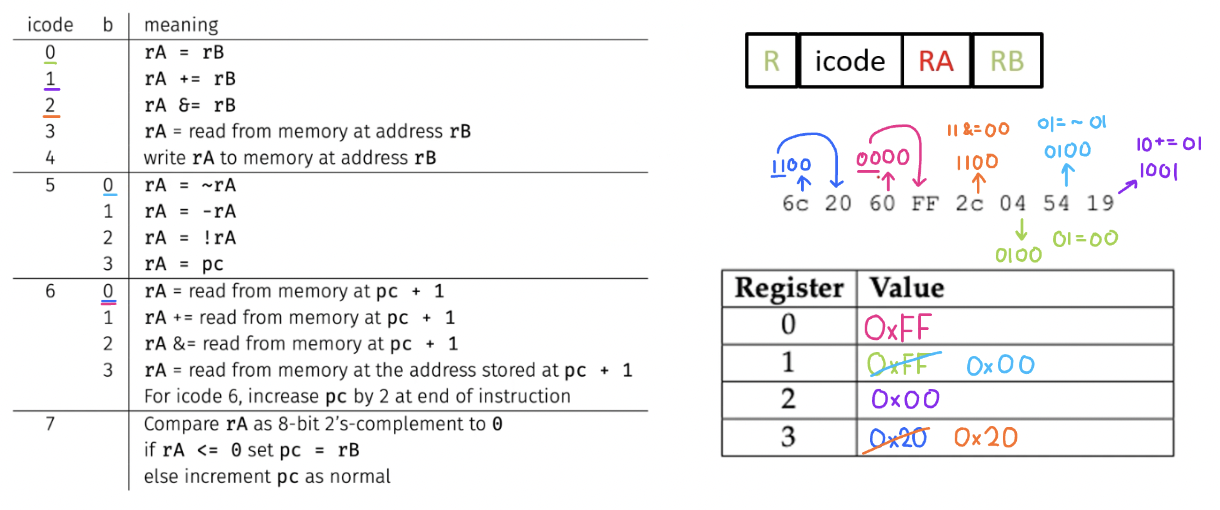 icode b meaning
0 rA = rB
1 rA += rB
2 rA &= rB
3 rA = read from memory at address rB
4 write rA to memory at address rB
5 0 rA = ~rA
1 rA = -rA
2 rA = !rA
3 rA = pc
6 0 rA = read from memory at pc + 1
1 rA += read from memory at pc + 1
2 rA &= read from memory at pc + 1
3 rA = read from memory at the address stored at pc + 1
For icode 6, increase pc by 2 at end of instruction
7 Compare rA as 8-bit 2's-complement to 0
if rA <= 0 set pc = rB
else increment pc as normal
R icode RA RB
11 &= 00 01 = ~ 01 10 += 01
1100 0000 1100 0100 1001
6c 20 60 FF 2c 04 54 19
0100 01 = 00
Register Value
0 0xFF
1 0xFF 0x00
2 0x00
3 0x20 0x20